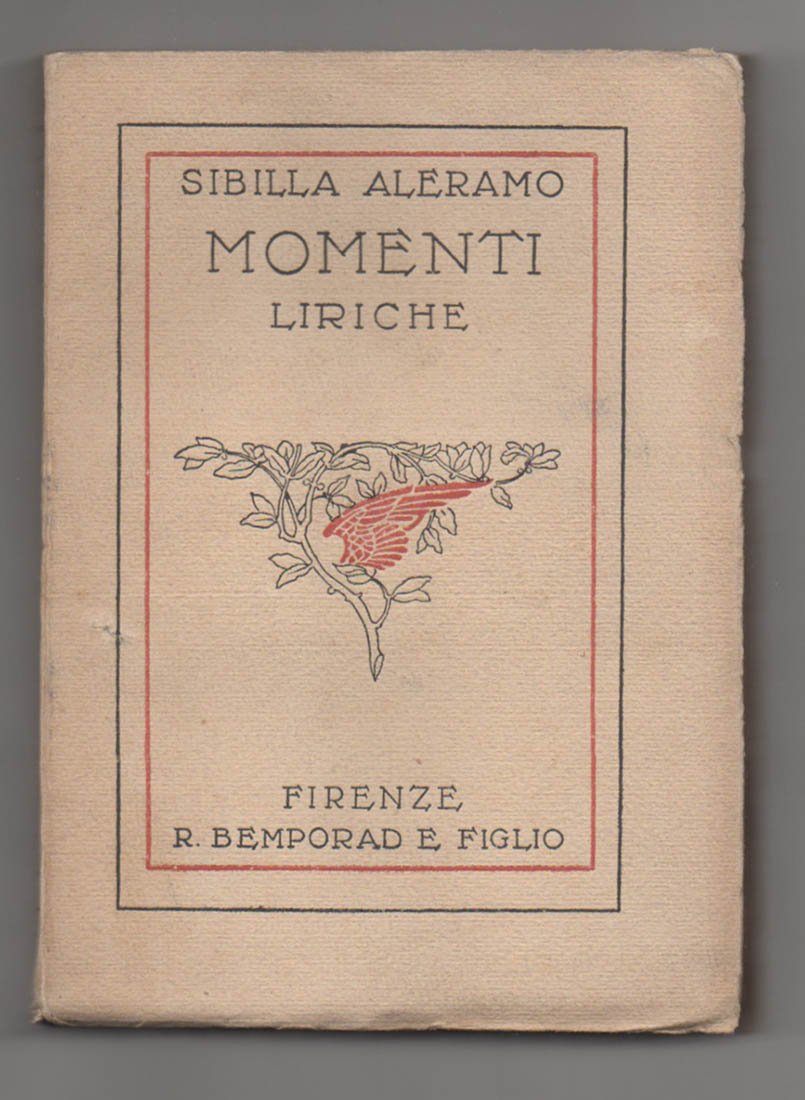 SIBILLA ALERAMO
MOMENTI
LIRICHE
FIRENZE
R. BEMPORAD E FIGLIO